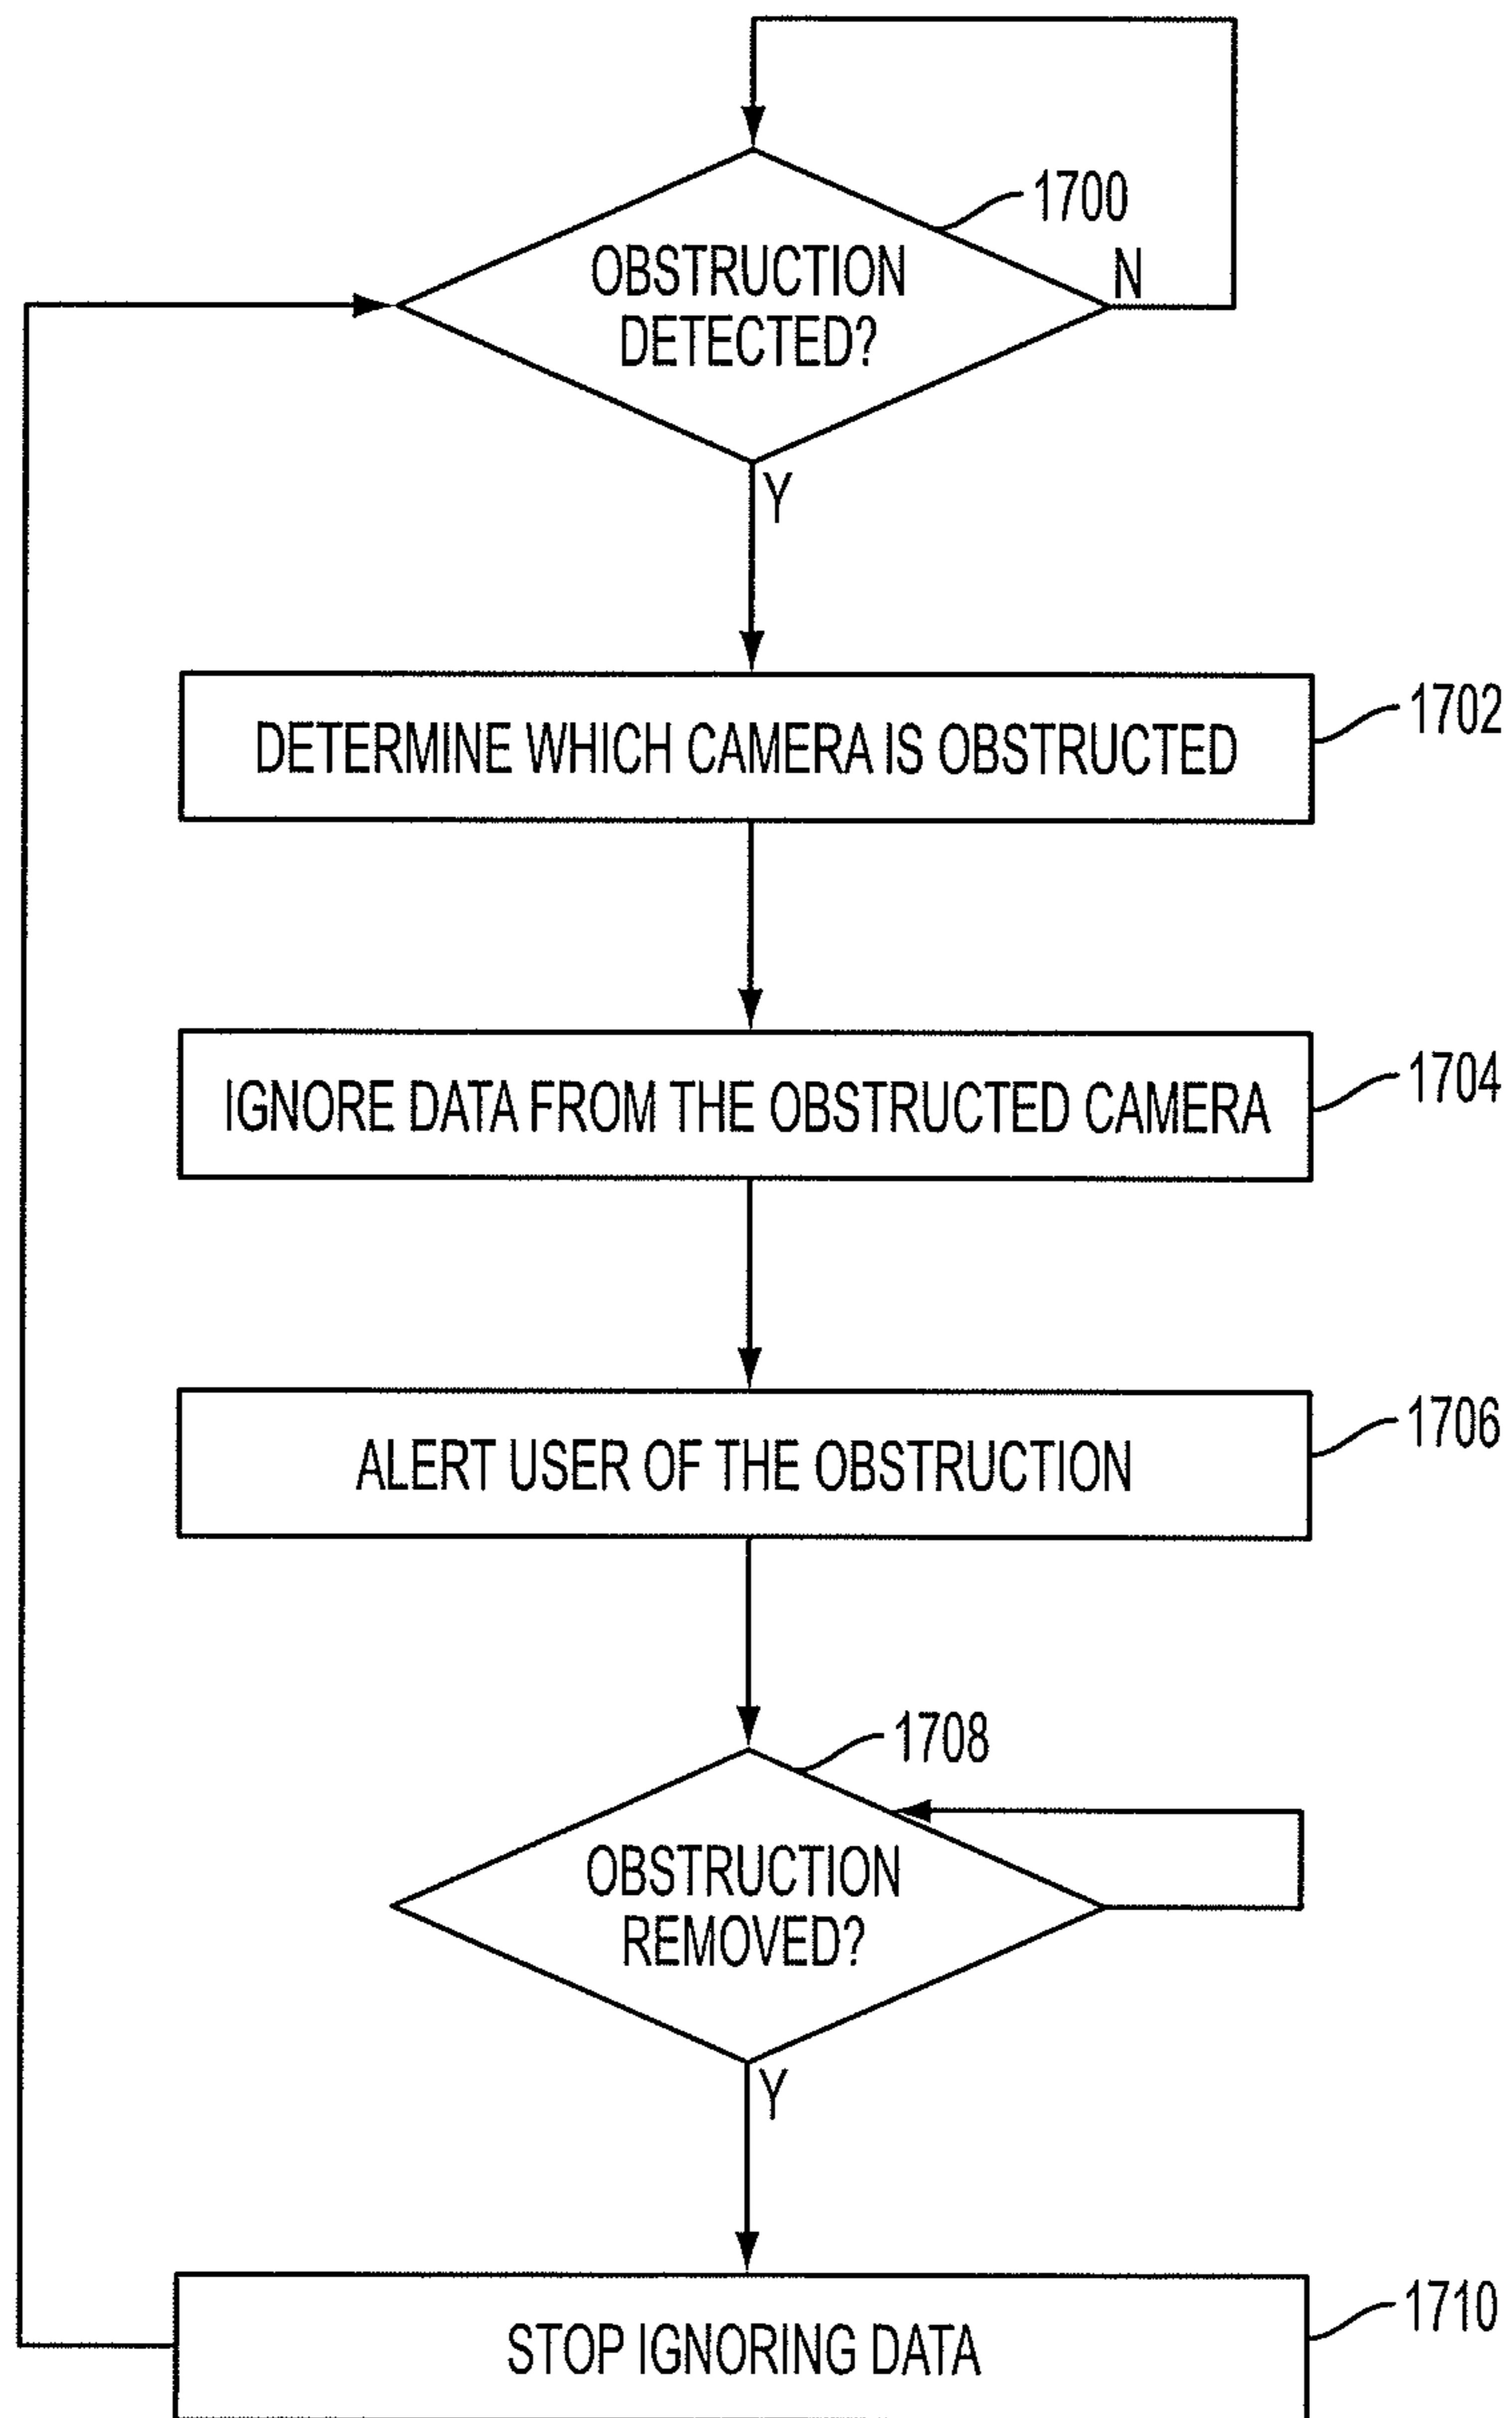 1700
OBSTRUCTION
DETECTED?
N
Y
1702
DETERMINE WHICH CAMERA IS OBSTRUCTED
1704
IGNORE DATA FROM THE OBSTRUCTED CAMERA
1706
ALERT USER OF THE OBSTRUCTION
1708
OBSTRUCTION
REMOVED?
Y
1710
STOP IGNORING DATA